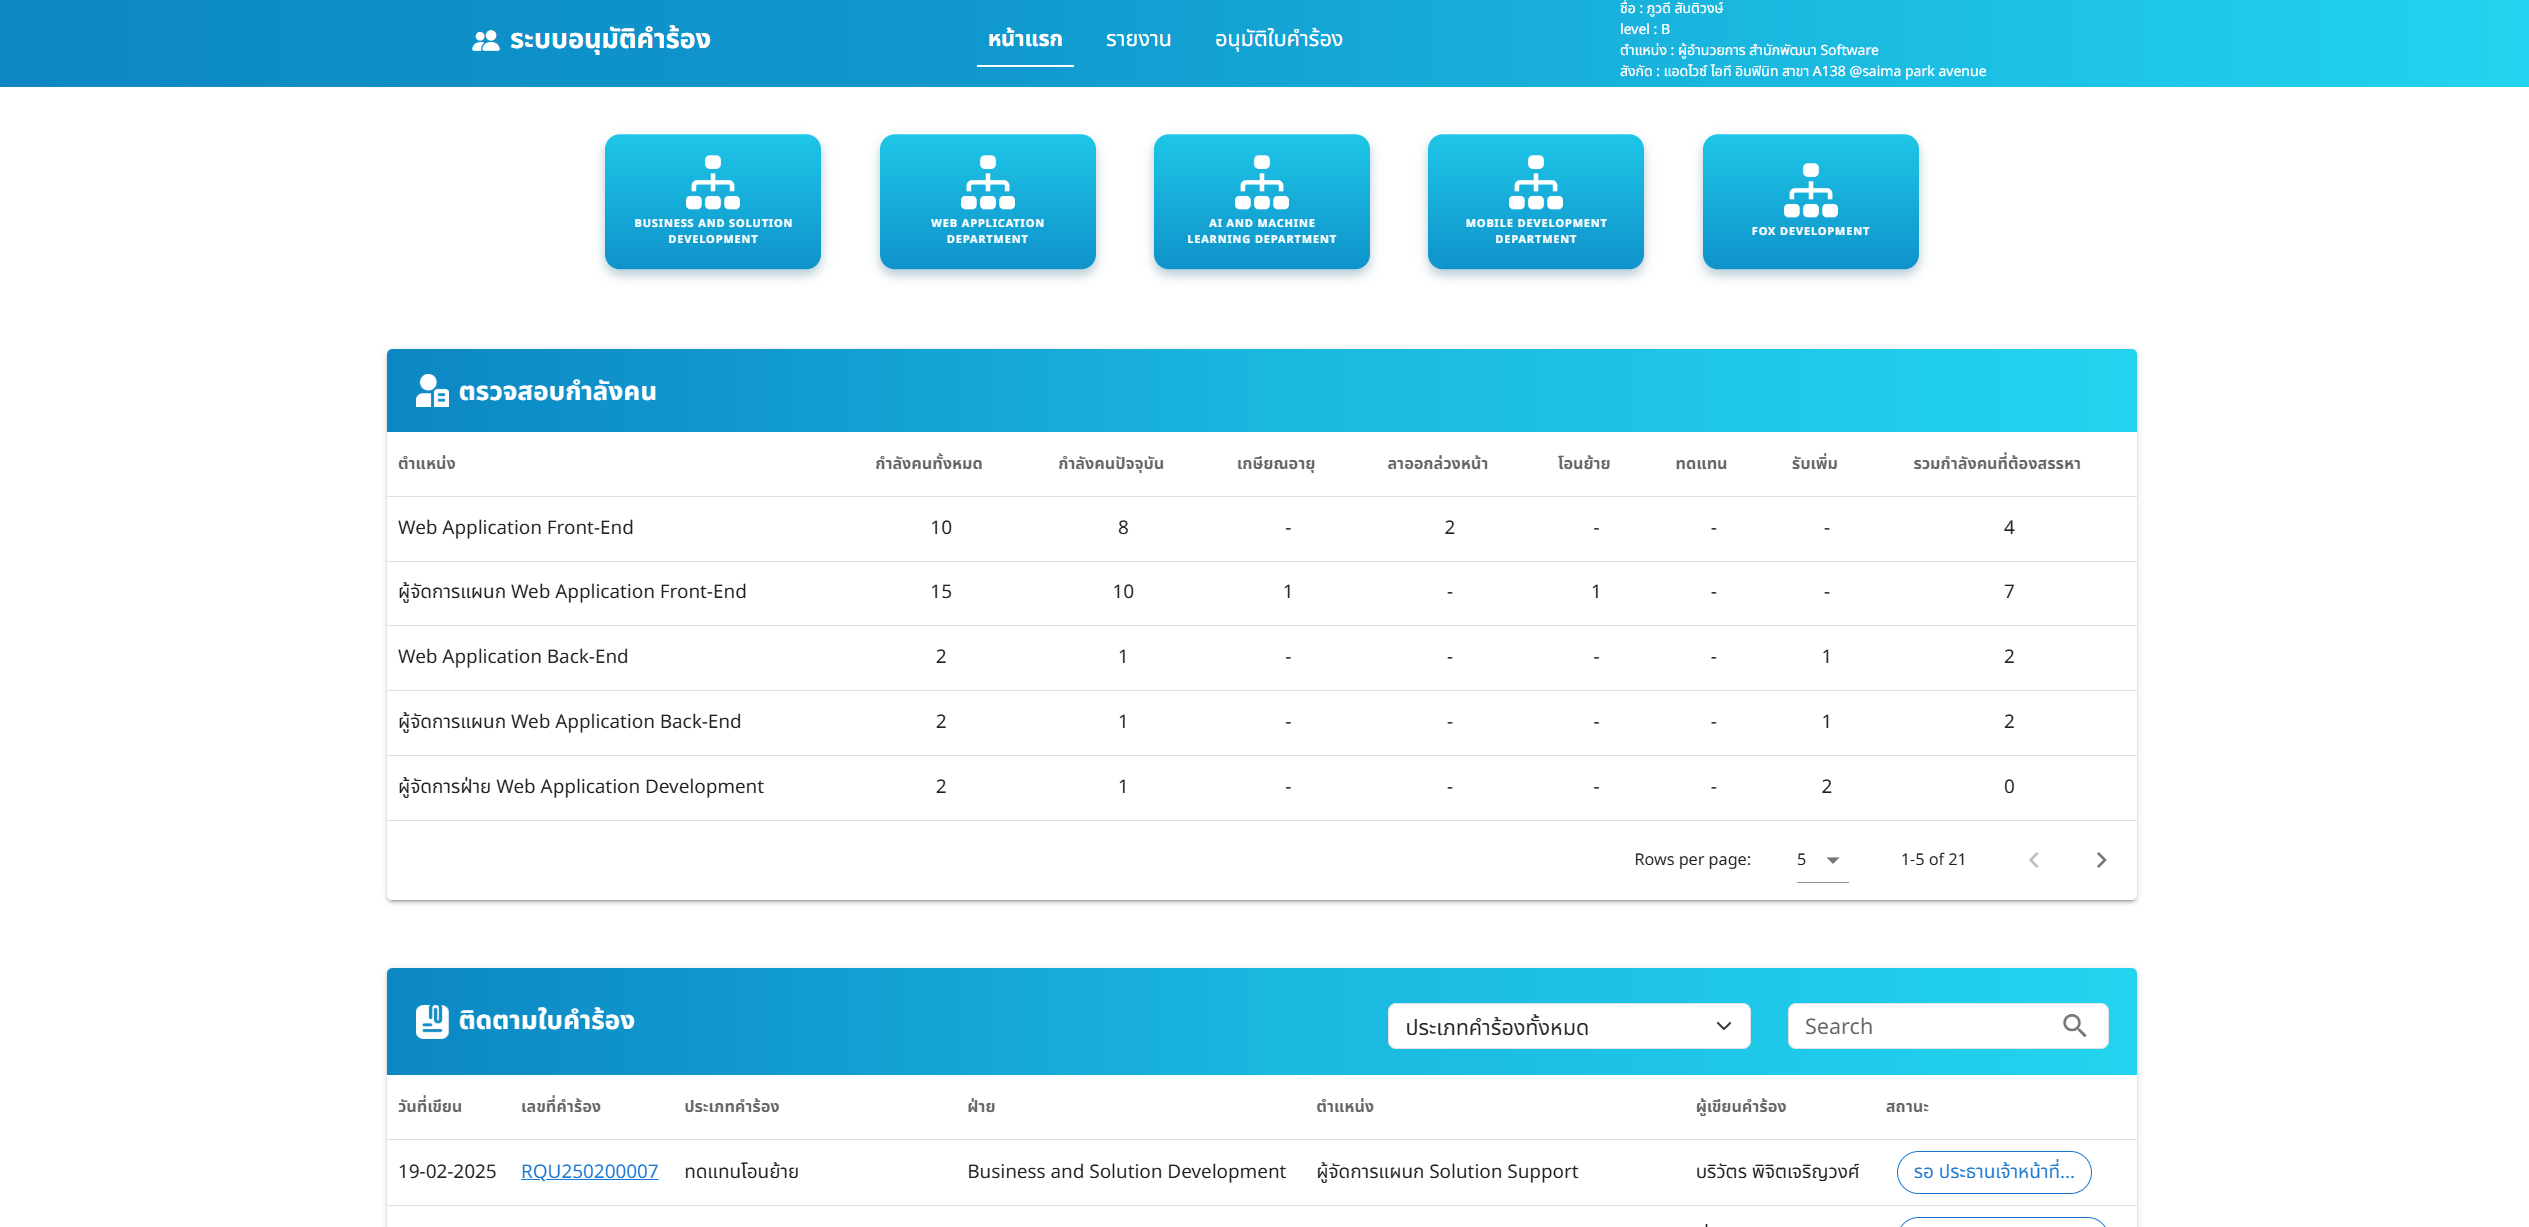 ระบบอนุมัติคำร้อง
หน้าแรก รายงาน อนุมัติใบคำร้อง
ชื่อ : ภูวดี สันติวงษ์
level : B
ตำแหน่ง : ผู้อำนวยการ สำนักพัฒนา Software
สังกัด : แอดไวซ์ ไอที อินฟินิท สาขา A138 @saima park avenue
BUSINESS AND SOLUTION
DEVELOPMENT
WEB APPLICATION
DEPARTMENT
AI AND MACHINE
LEARNING DEPARTMENT
MOBILE DEVELOPMENT
DEPARTMENT
FOX DEVELOPMENT
ตรวจสอบกำลังคน
ตำแหน่ง กำลังคนทั้งหมด กำลังคนปัจจุบัน เกษียณอายุ ลาออกล่วงหน้า โอนย้าย ทดแทน รับเพิ่ม รวมกำลังคนที่ต้องสรรหา
Web Application Front-End 10 8 - 2 - - - 4
ผู้จัดการแผนก Web Application Front-End 15 10 1 - 1 - - 7
Web Application Back-End 2 1 - - - - 1 2
ผู้จัดการแผนก Web Application Back-End 2 1 - - - - 1 2
ผู้จัดการฝ่าย Web Application Development 2 1 - - - - 2 0
Rows per page: 5 1-5 of 21
ติดตามใบคำร้อง
ประเภทคำร้องทั้งหมด Search
วันที่เขียน เลขที่คำร้อง ประเภทคำร้อง ฝ่าย ตำแหน่ง ผู้เขียนคำร้อง สถานะ
19-02-2025 RQU250200007 ทดแทนโอนย้าย Business and Solution Development ผู้จัดการแผนก Solution Support บริวัตร พิจิตเจริญวงศ์ รอ ประธานเจ้าหน้าที่...